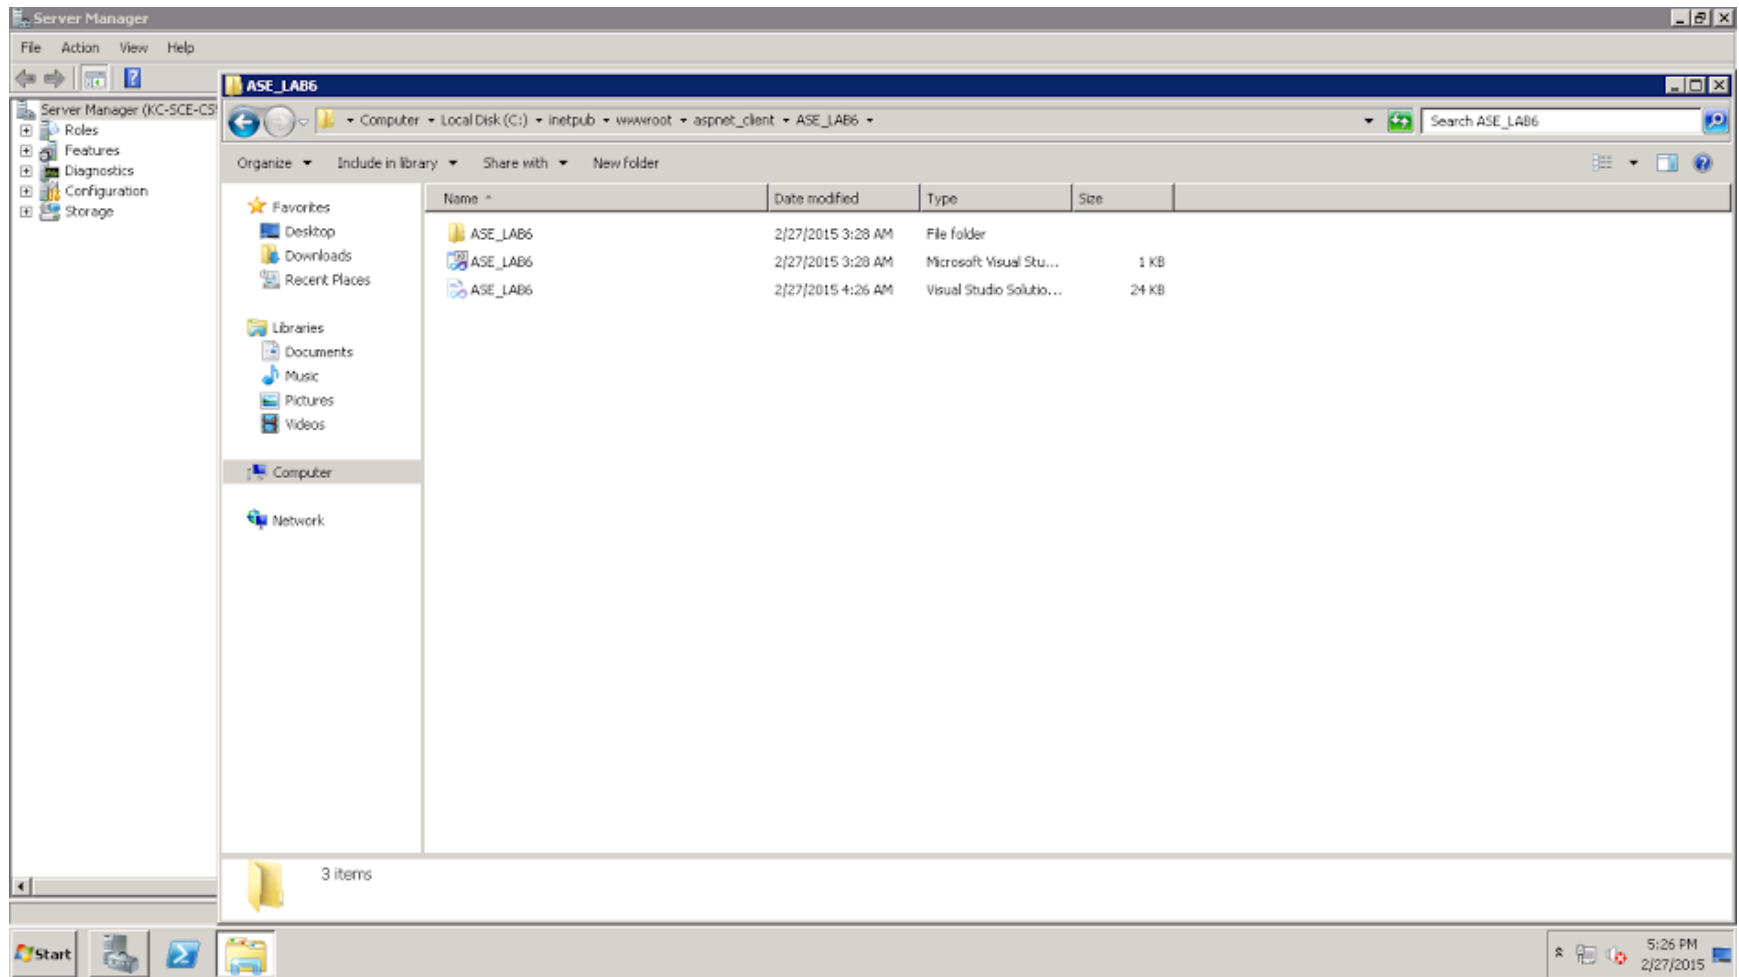 Server Manager
File Action View Help
Server Manager (KC-SCE-CS
Roles
Features
Diagnostics
Configuration
Storage
ASE_LAB6
Computer Local Disk (C:) inetpub wwwroot aspnet_client ASE_LAB6
Search ASE_LAB6
Organize Include in library Share with New folder
Favorites
Desktop
Downloads
Recent Places
Libraries
Documents
Music
Pictures
Videos
Computer
Network
Name Date modified Type Size
ASE_LAB6 2/27/2015 3:28 AM File folder
ASE_LAB6 2/27/2015 3:28 AM Microsoft Visual Stu... 1 KB
ASE_LAB6 2/27/2015 4:26 AM Visual Studio Solutio... 24 KB
3 items
Start
5:26 PM
2/27/2015